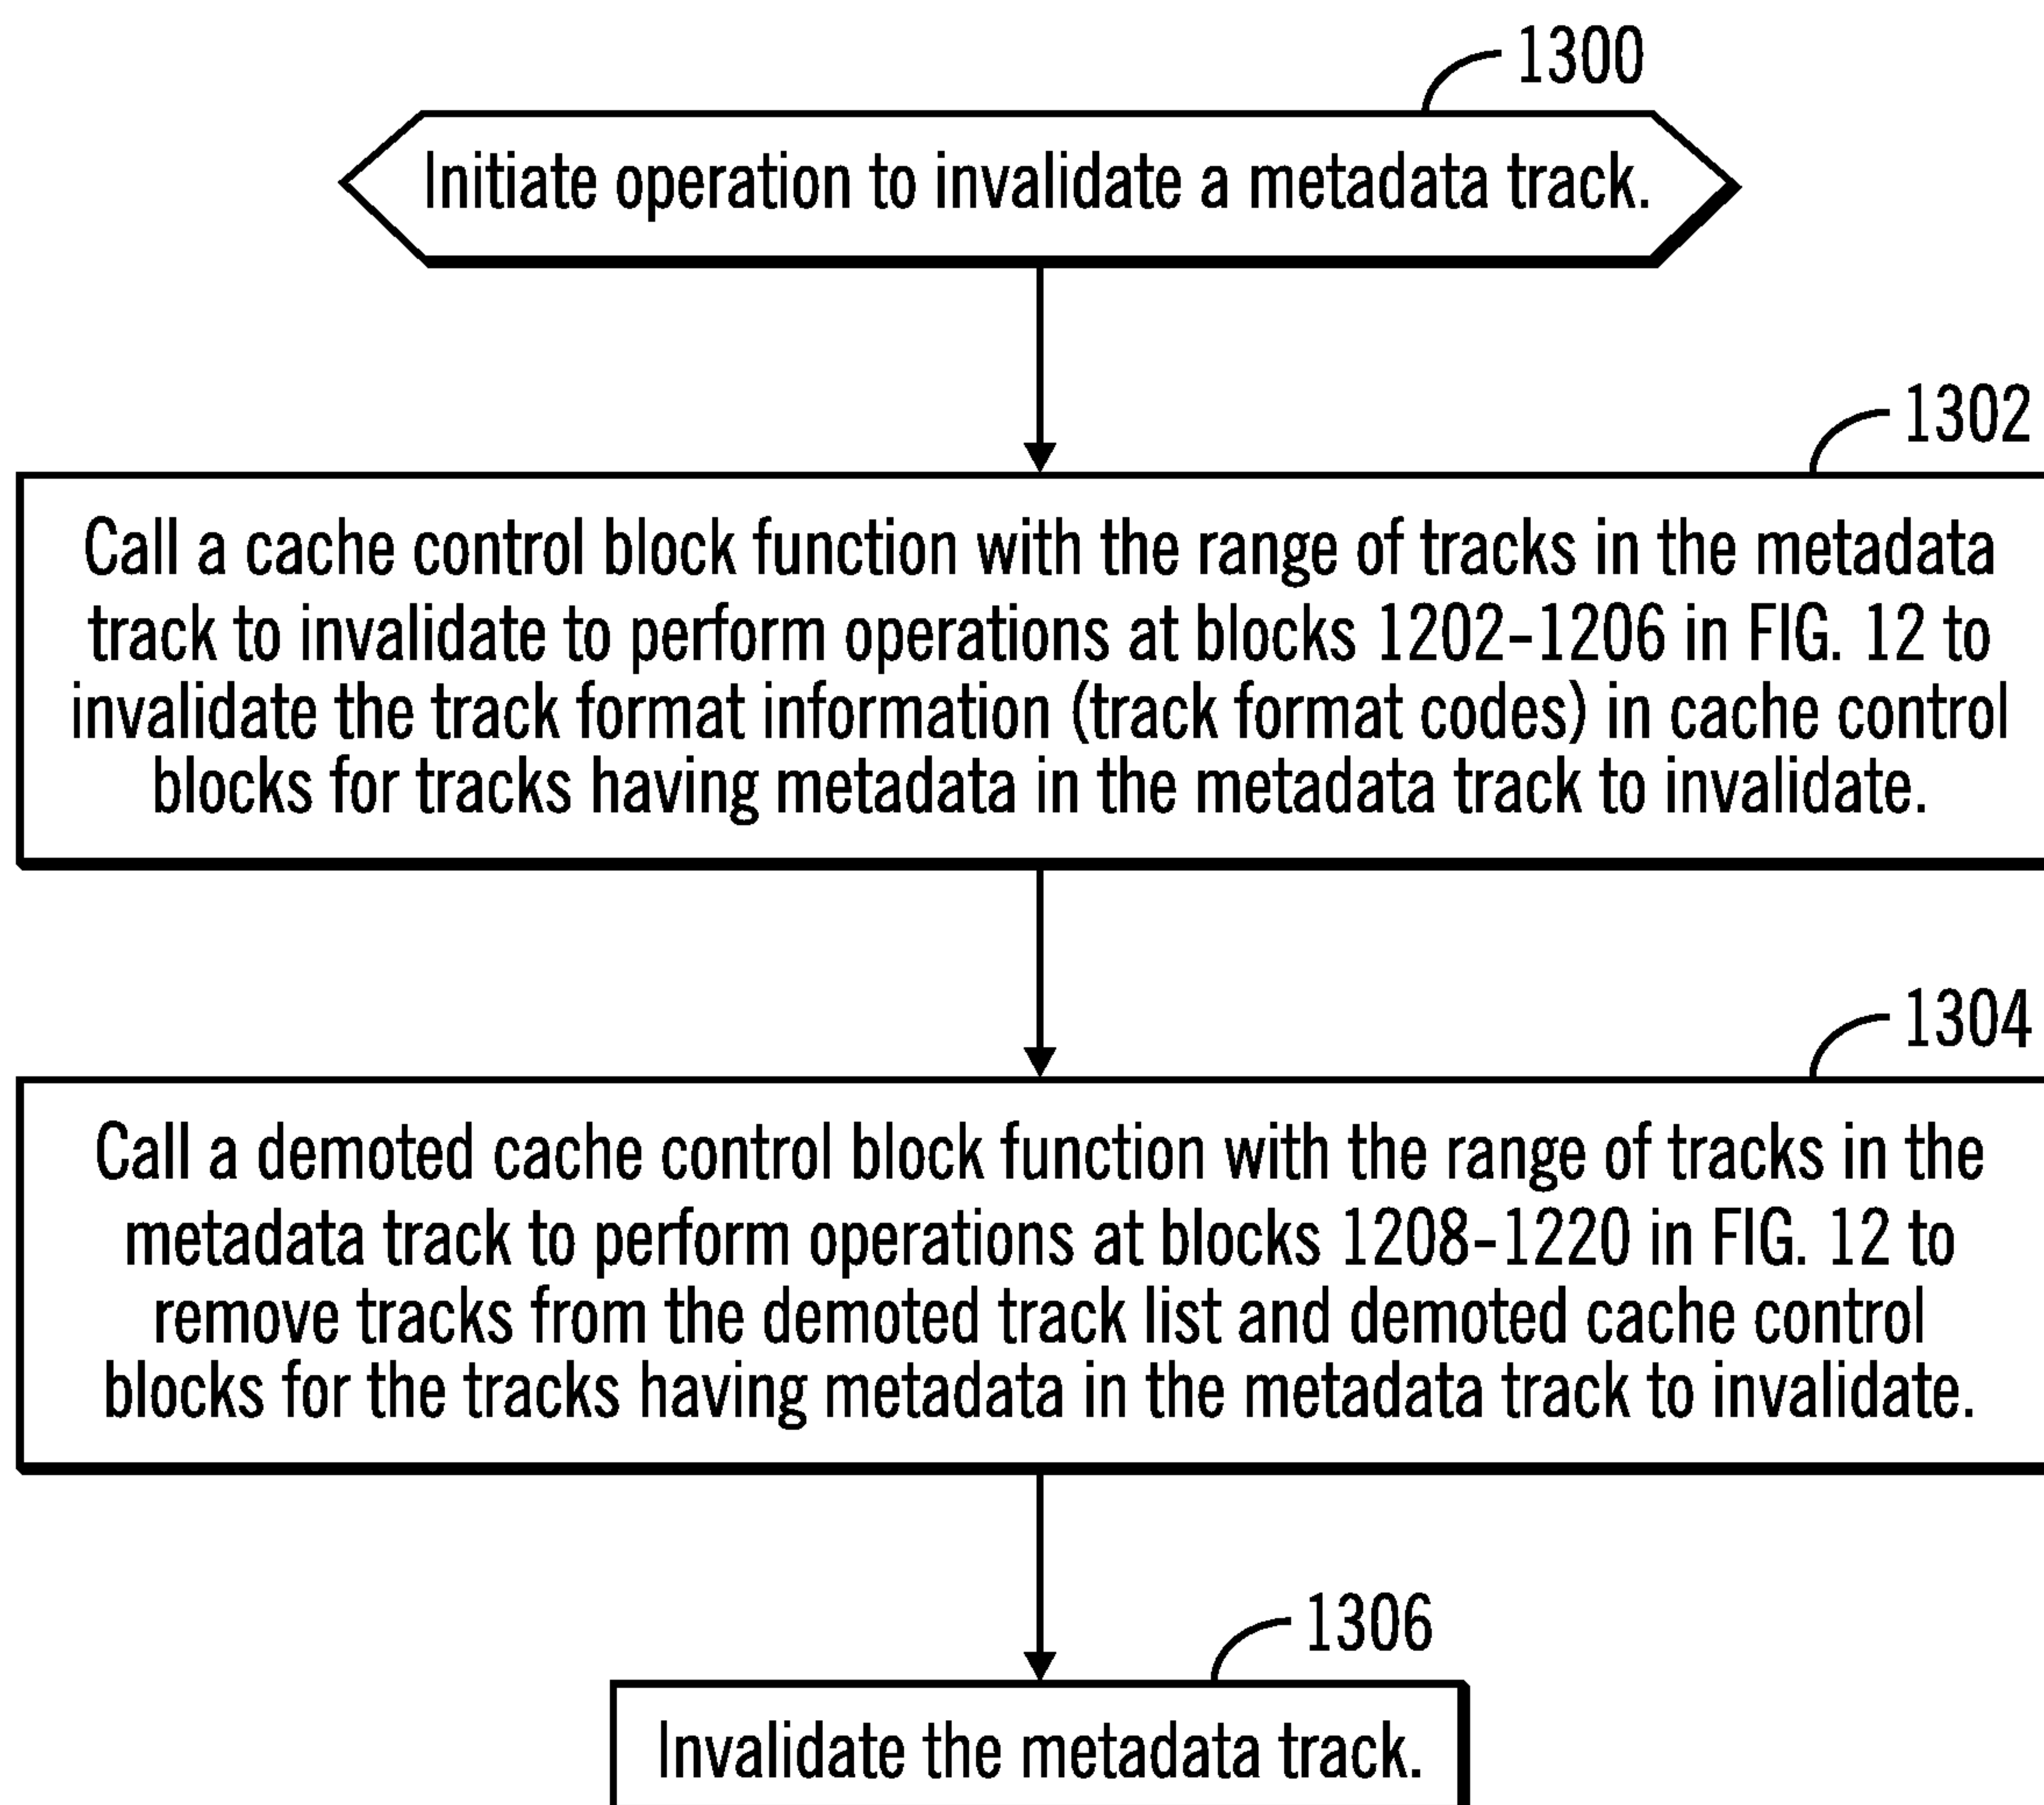 1300
Initiate operation to invalidate a metadata track.
1302
Call a cache control block function with the range of tracks in the metadata
track to invalidate to perform operations at blocks 1202–1206 in FIG. 12 to
invalidate the track format information (track format codes) in cache control
blocks for tracks having metadata in the metadata track to invalidate.
1304
Call a demoted cache control block function with the range of tracks in the
metadata track to perform operations at blocks 1208–1220 in FIG. 12 to
remove tracks from the demoted track list and demoted cache control
blocks for the tracks having metadata in the metadata track to invalidate.
1306
Invalidate the metadata track.